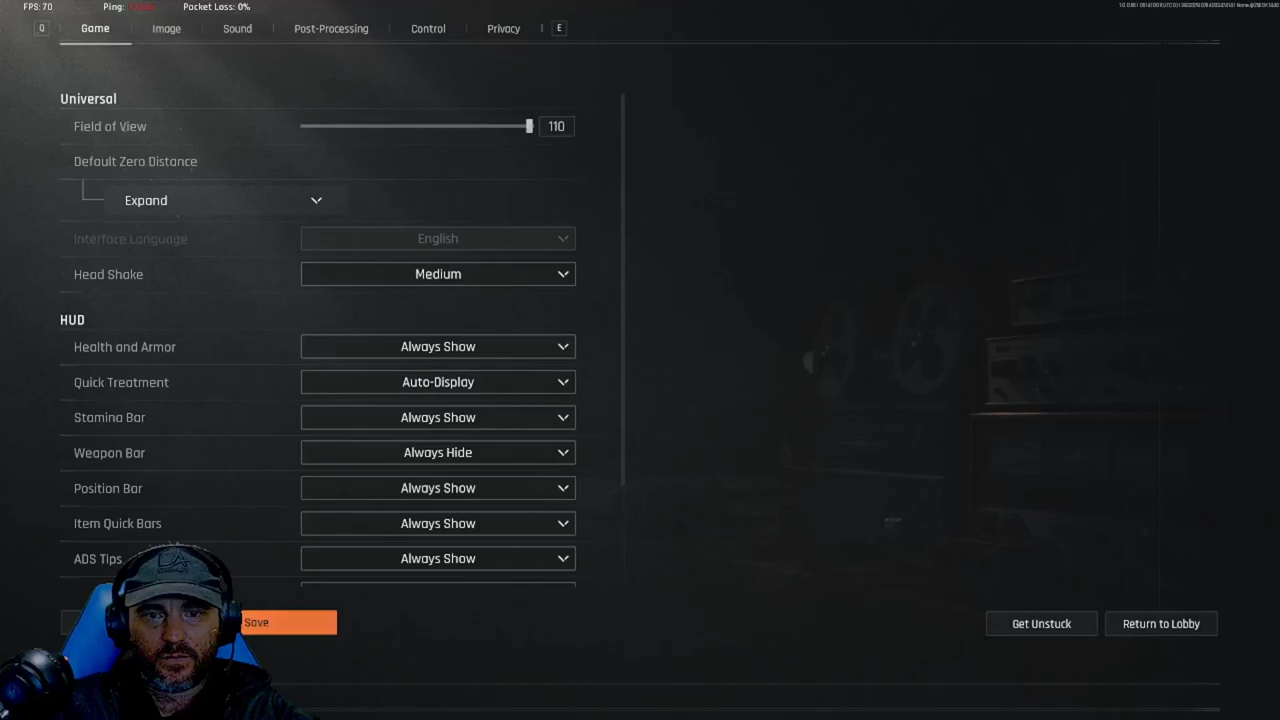 FPS: 70 Ping: Packet Loss: 0%
Q Game Image Sound Post-Processing Control Privacy E
Universal
Field of View 110
Default Zero Distance
Expand
Interface Language English
Head Shake Medium
HUD
Health and Armor Always Show
Quick Treatment Auto-Display
Stamina Bar Always Show
Weapon Bar Always Hide
Position Bar Always Show
Item Quick Bars Always Show
ADS Tips Always Show
Save Get Unstuck Return to Lobby